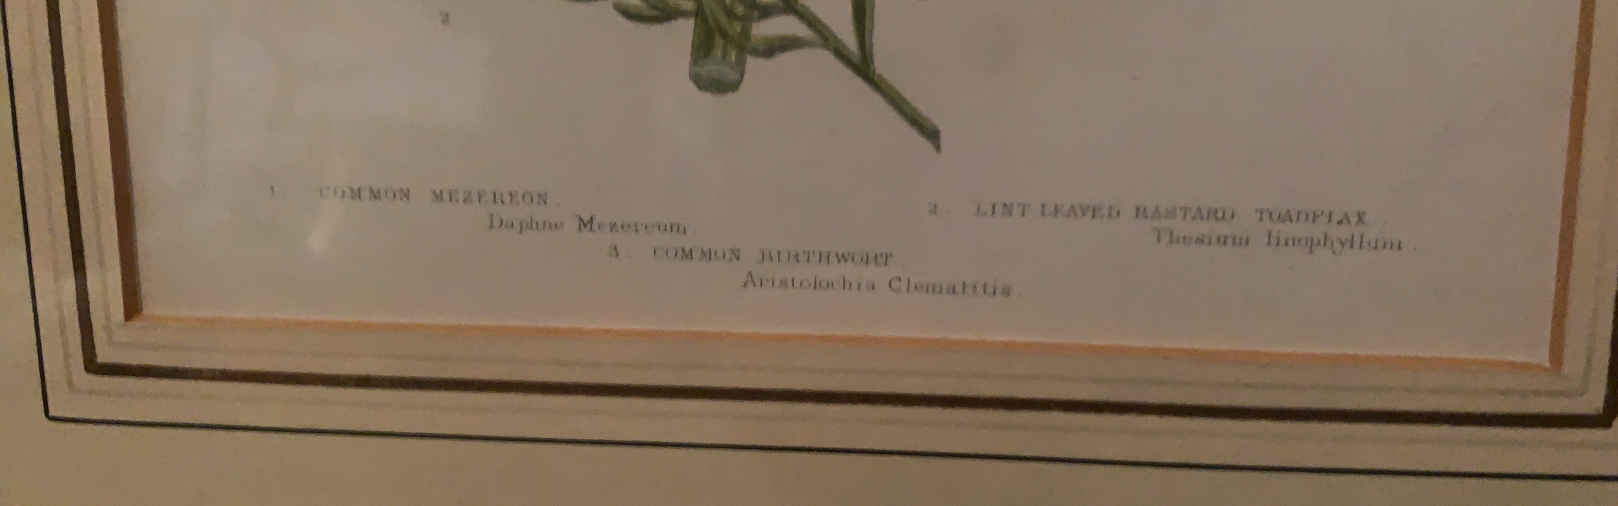 2
1. COMMON MEZEREON.
Daphne Mezereum
2. LINT LEAVED BASTARD TOADFLAX
Thesium linophyllum.
3. COMMON BIRTHWORT
Aristolochia Clematitis.